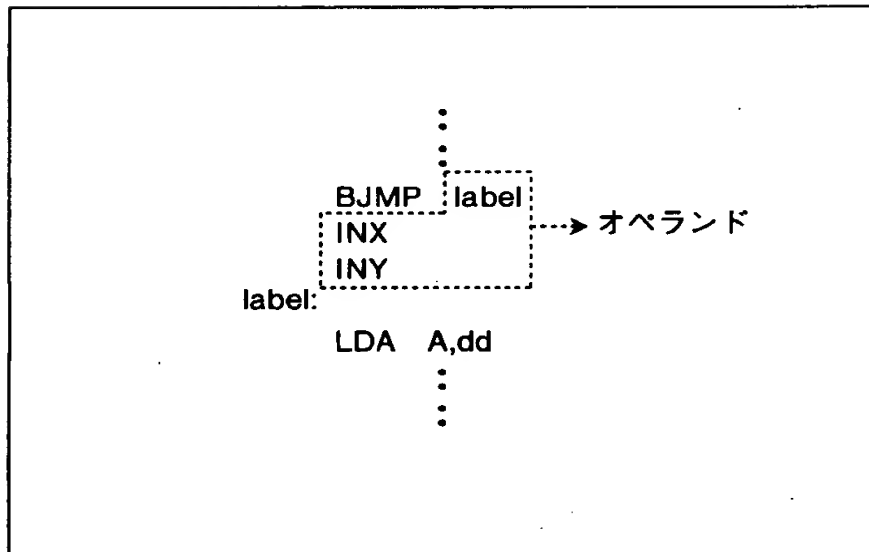 BJMP label
INX
INY
オペランド
label:
LDA A,dd